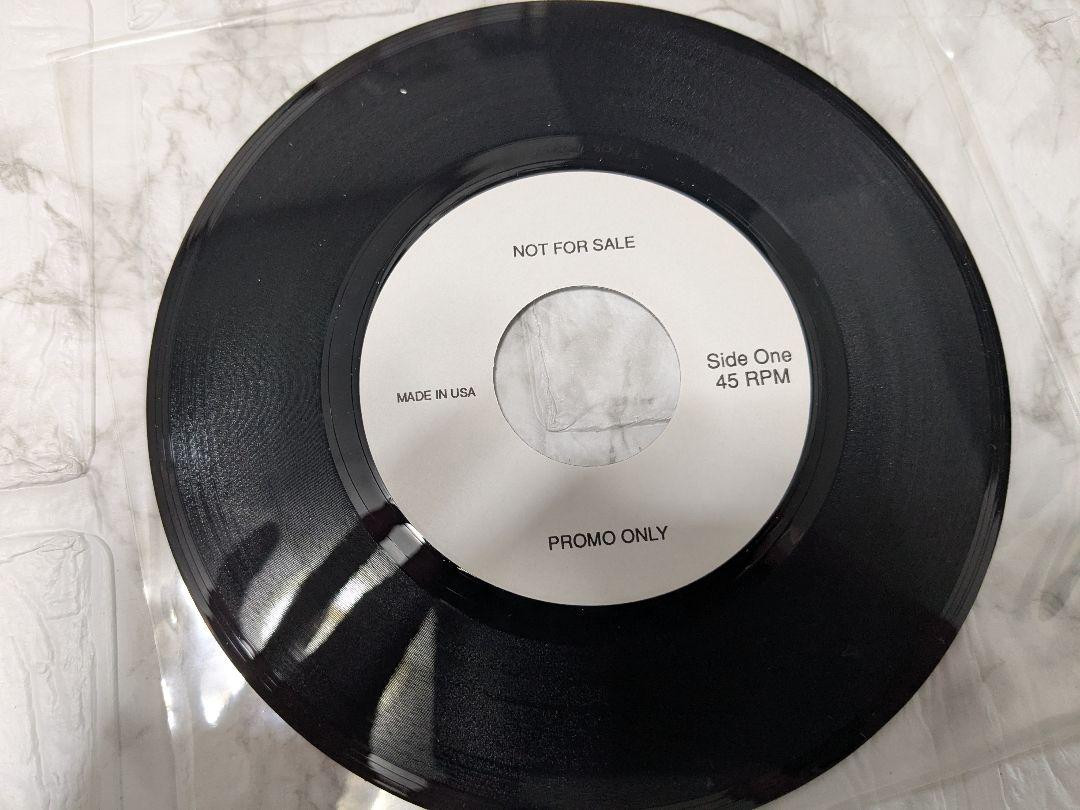 NOT FOR SALE
MADE IN USA
Side One
45 RPM
PROMO ONLY